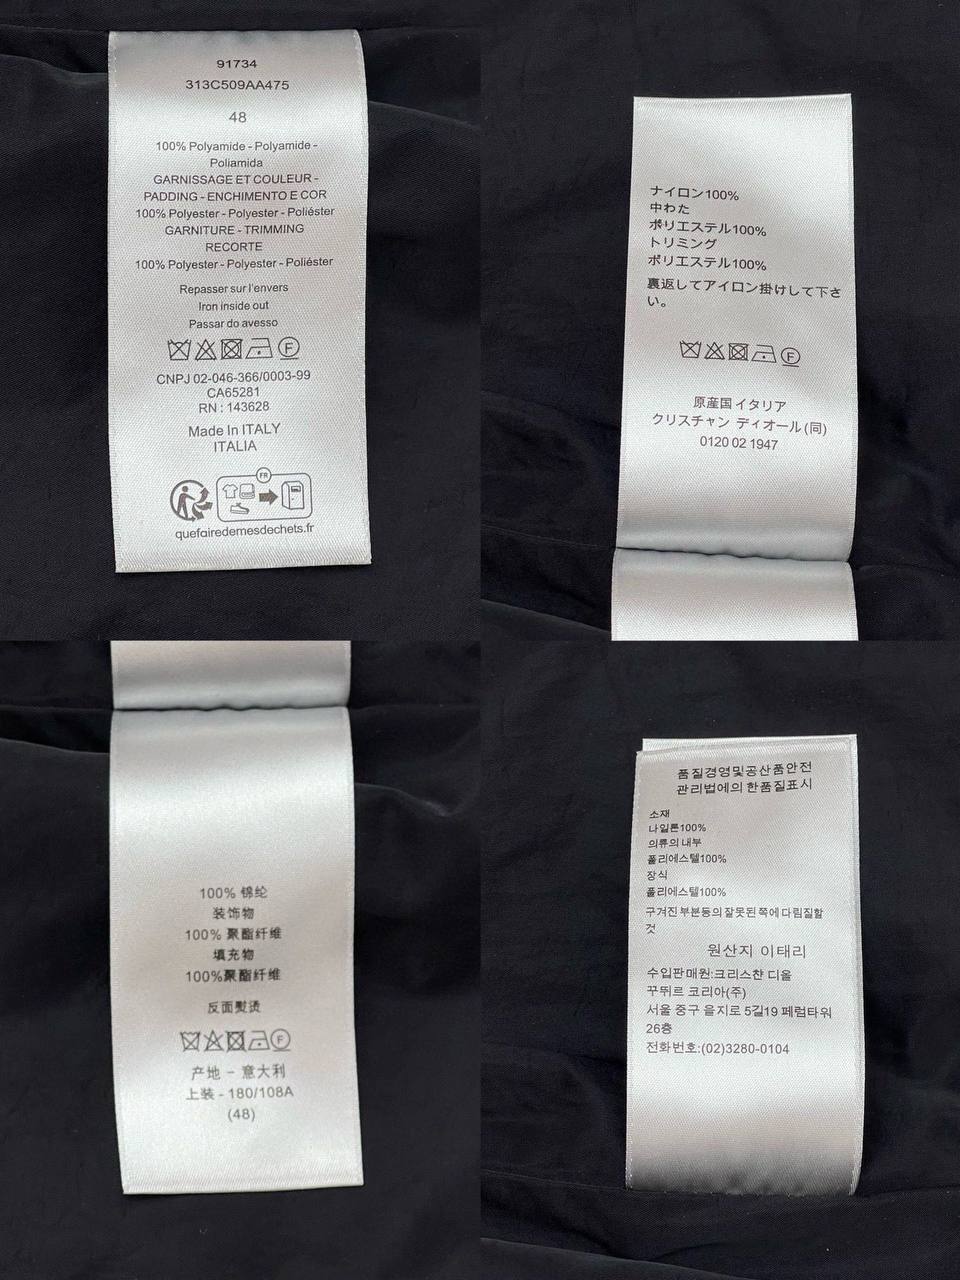 91734
313C509AA475
48
100% Polyamide - Polyamide -
Poliamida
GARNISSAGE ET COULEUR -
PADDING - ENCHIMENTO E COR
100% Polyester - Polyester - Poliéster
GARNITURE - TRIMMING
RECORTE
100% Polyester - Polyester - Poliéster
Repasser sur l'envers
Iron inside out
Passar do avesso
F
CNPJ 02-046-366/0003-99
CA65281
RN : 143628
Made In ITALY
ITALIA
FR
quefairedemesdechets.fr
ナイロン100%
中わた
ポリエステル100%
トリミング
ポリエステル100%
裏返してアイロン掛けして下さ
い。
F
原産国 イタリア
クリスチャン ディオール (同)
0120 02 1947
100% 锦纶
装饰物
100% 聚酯纤维
填充物
100%聚酯纤维
反面熨烫
F
产地 - 意大利
上装 - 180/108A
(48)
품질경영및공산품안전
관리법에의한품질표시
소재
나일론100%
의류의 내부
폴리에스텔100%
장식
폴리에스텔100%
구겨진부분등의잘못된쪽에다림질할
것
원산지 이태리
수입판매원:크리스챤 디올
꾸뛰르 코리아(주)
서울 중구 을지로 5길19 페럼타워
26층
전화번호:(02)3280-0104